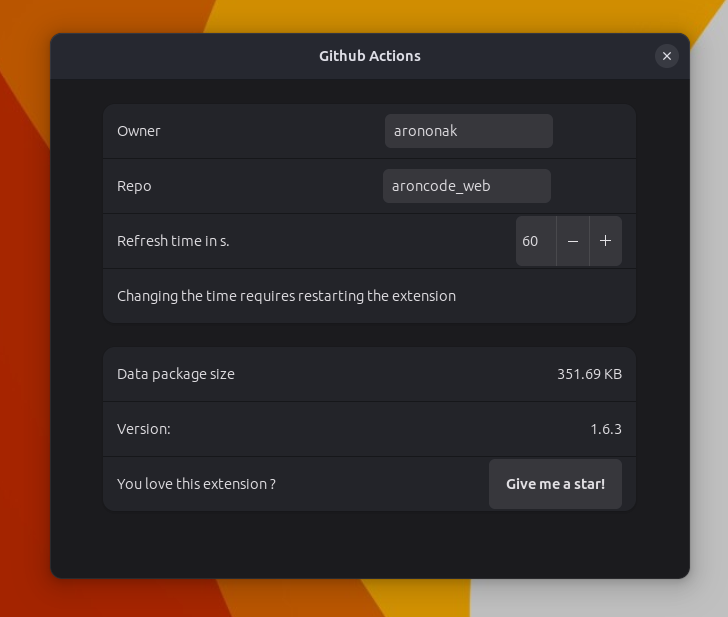 Github Actions
Owner
arononak
Repo
aroncode_web
Refresh time in s.
60
Changing the time requires restarting the extension
Data package size
351.69 KB
Version:
1.6.3
You love this extension ?
Give me a star!